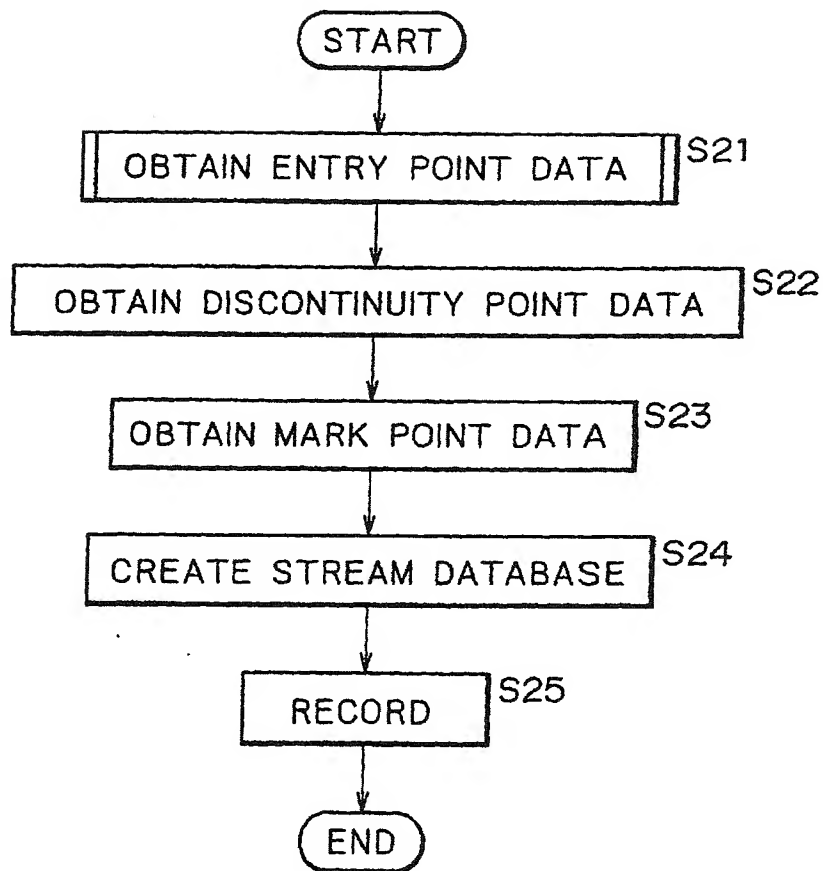 START
OBTAIN ENTRY POINT DATA S21
OBTAIN DISCONTINUITY POINT DATA S22
OBTAIN MARK POINT DATA S23
CREATE STREAM DATABASE S24
RECORD S25
END